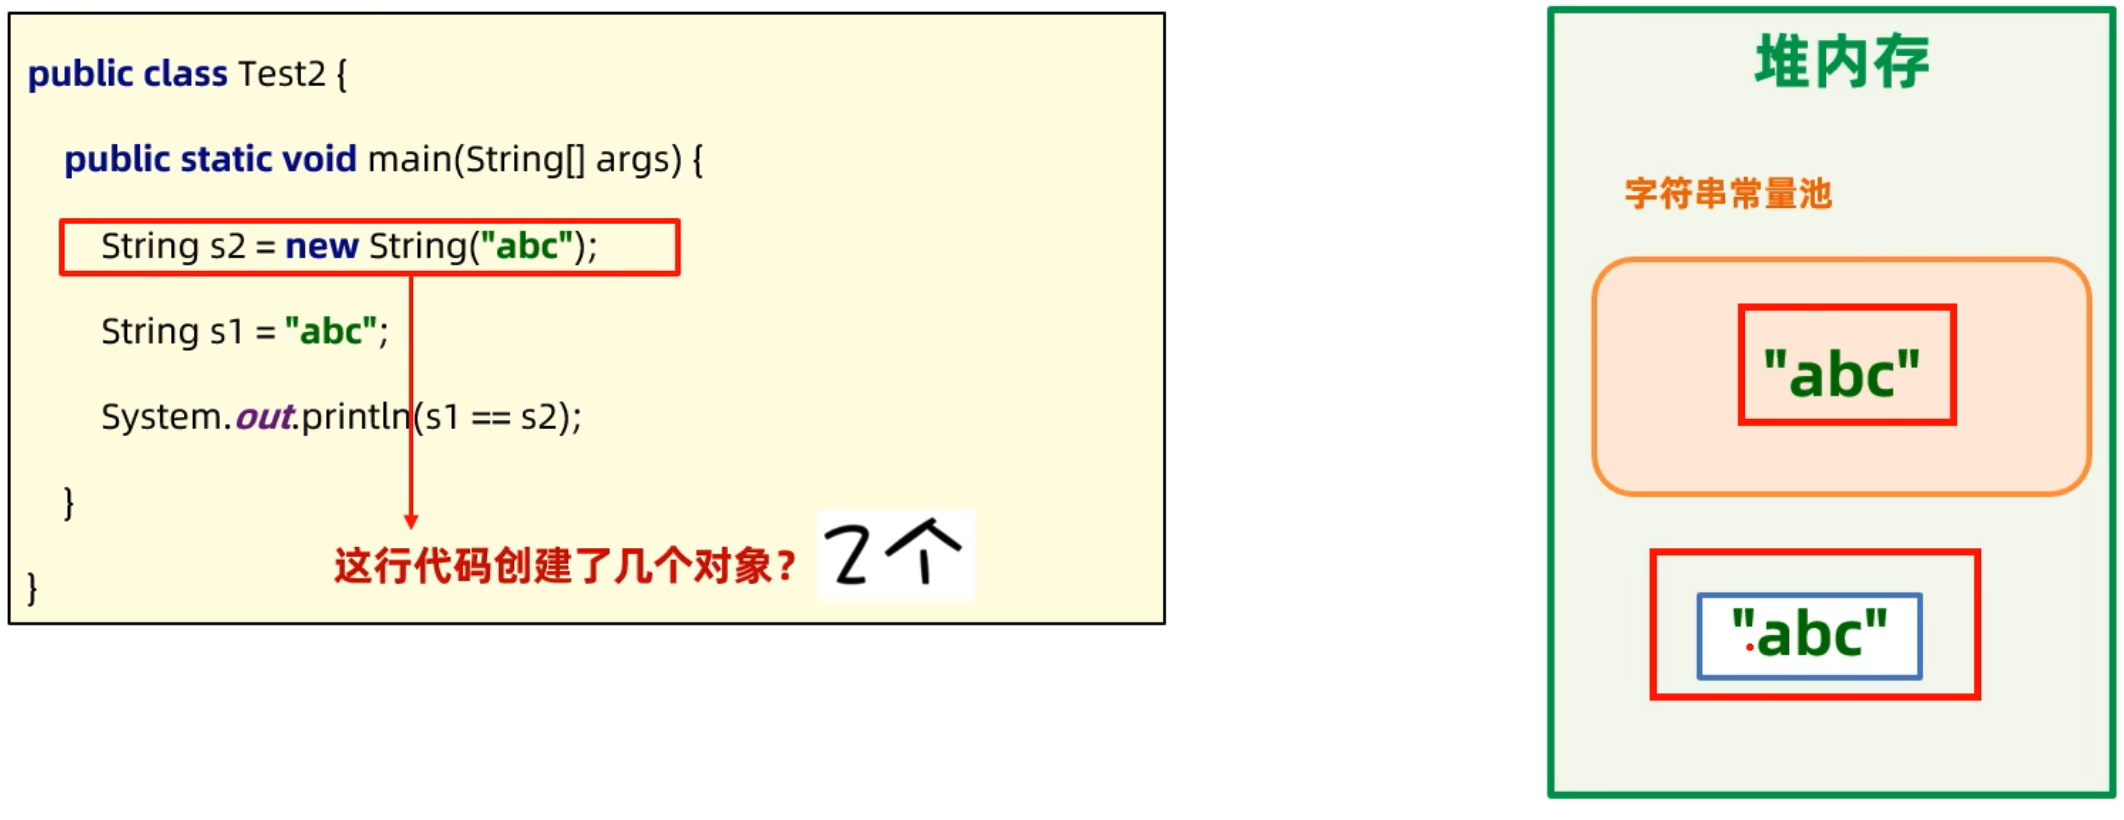 public class Test2 {
public static void main(String[] args) {
String s2 = new String("abc");
String s1 = "abc";
System.out.println(s1 == s2);
}
这行代码创建了几个对象? 2个
}
堆内存
字符串常量池
"abc"
"abc"